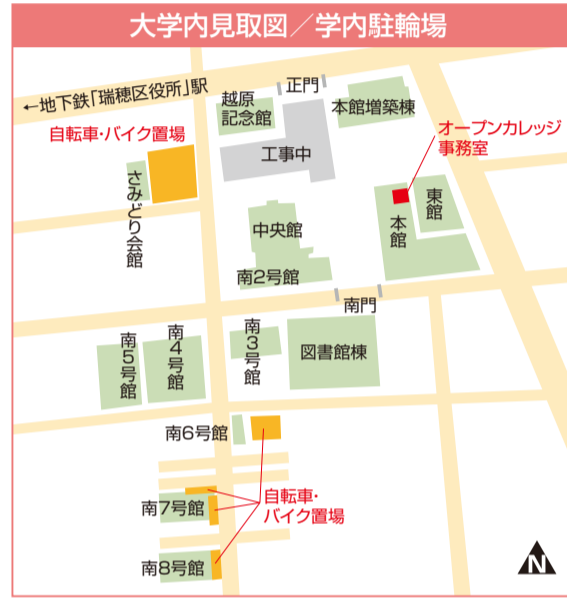 大学内見取図／学内駐輪場
←地下鉄「瑞穂区役所」駅
正門
越原
記念館
本館増築棟
自転車・バイク置場
オープンカレッジ
事務室
工事中
さみどり会館
東館
本館
中央館
南2号館
南門
南5号館
南4号館
南3号館
図書館棟
南6号館
自転車・
バイク置場
南7号館
南8号館
N